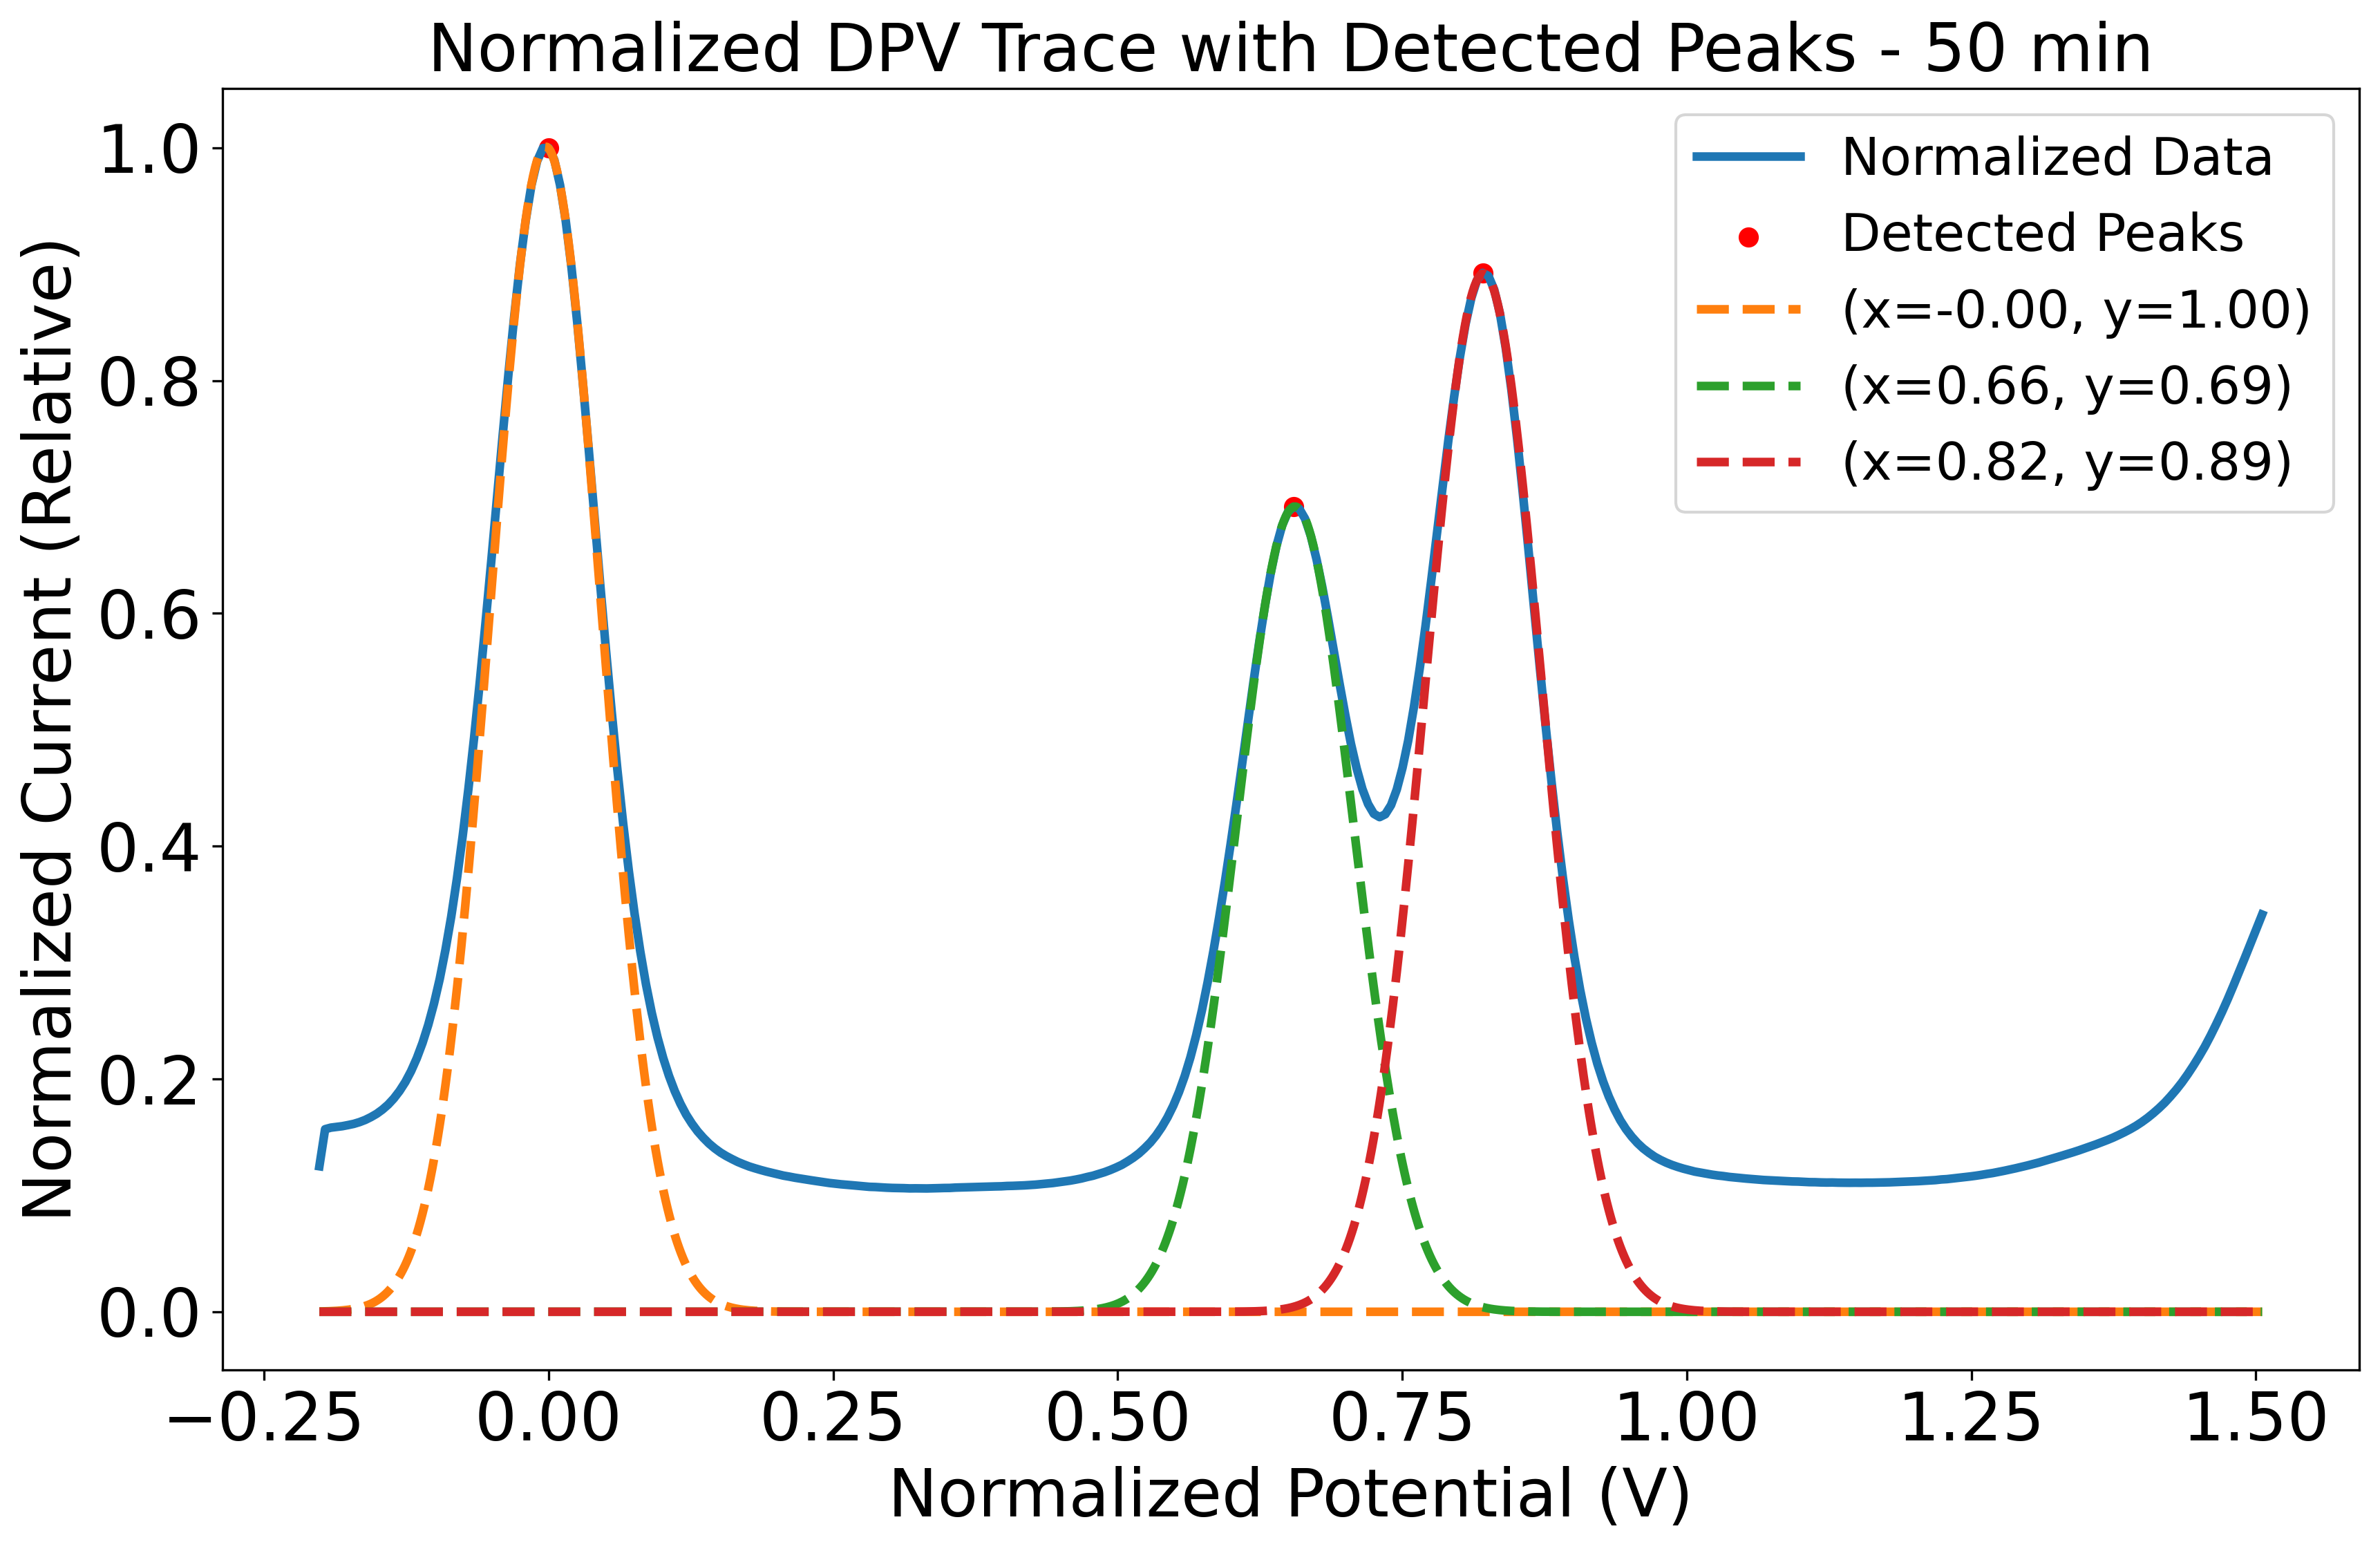 Normalized DPV Trace with Detected Peaks - 50 min
Normalized Current (Relative)
1.0
0.8
0.6
0.4
0.2
0.0
Normalized Data
Detected Peaks
(x=-0.00, y=1.00)
(x=0.66, y=0.69)
(x=0.82, y=0.89)
−0.25 0.00 0.25 0.50 0.75 1.00 1.25 1.50
Normalized Potential (V)